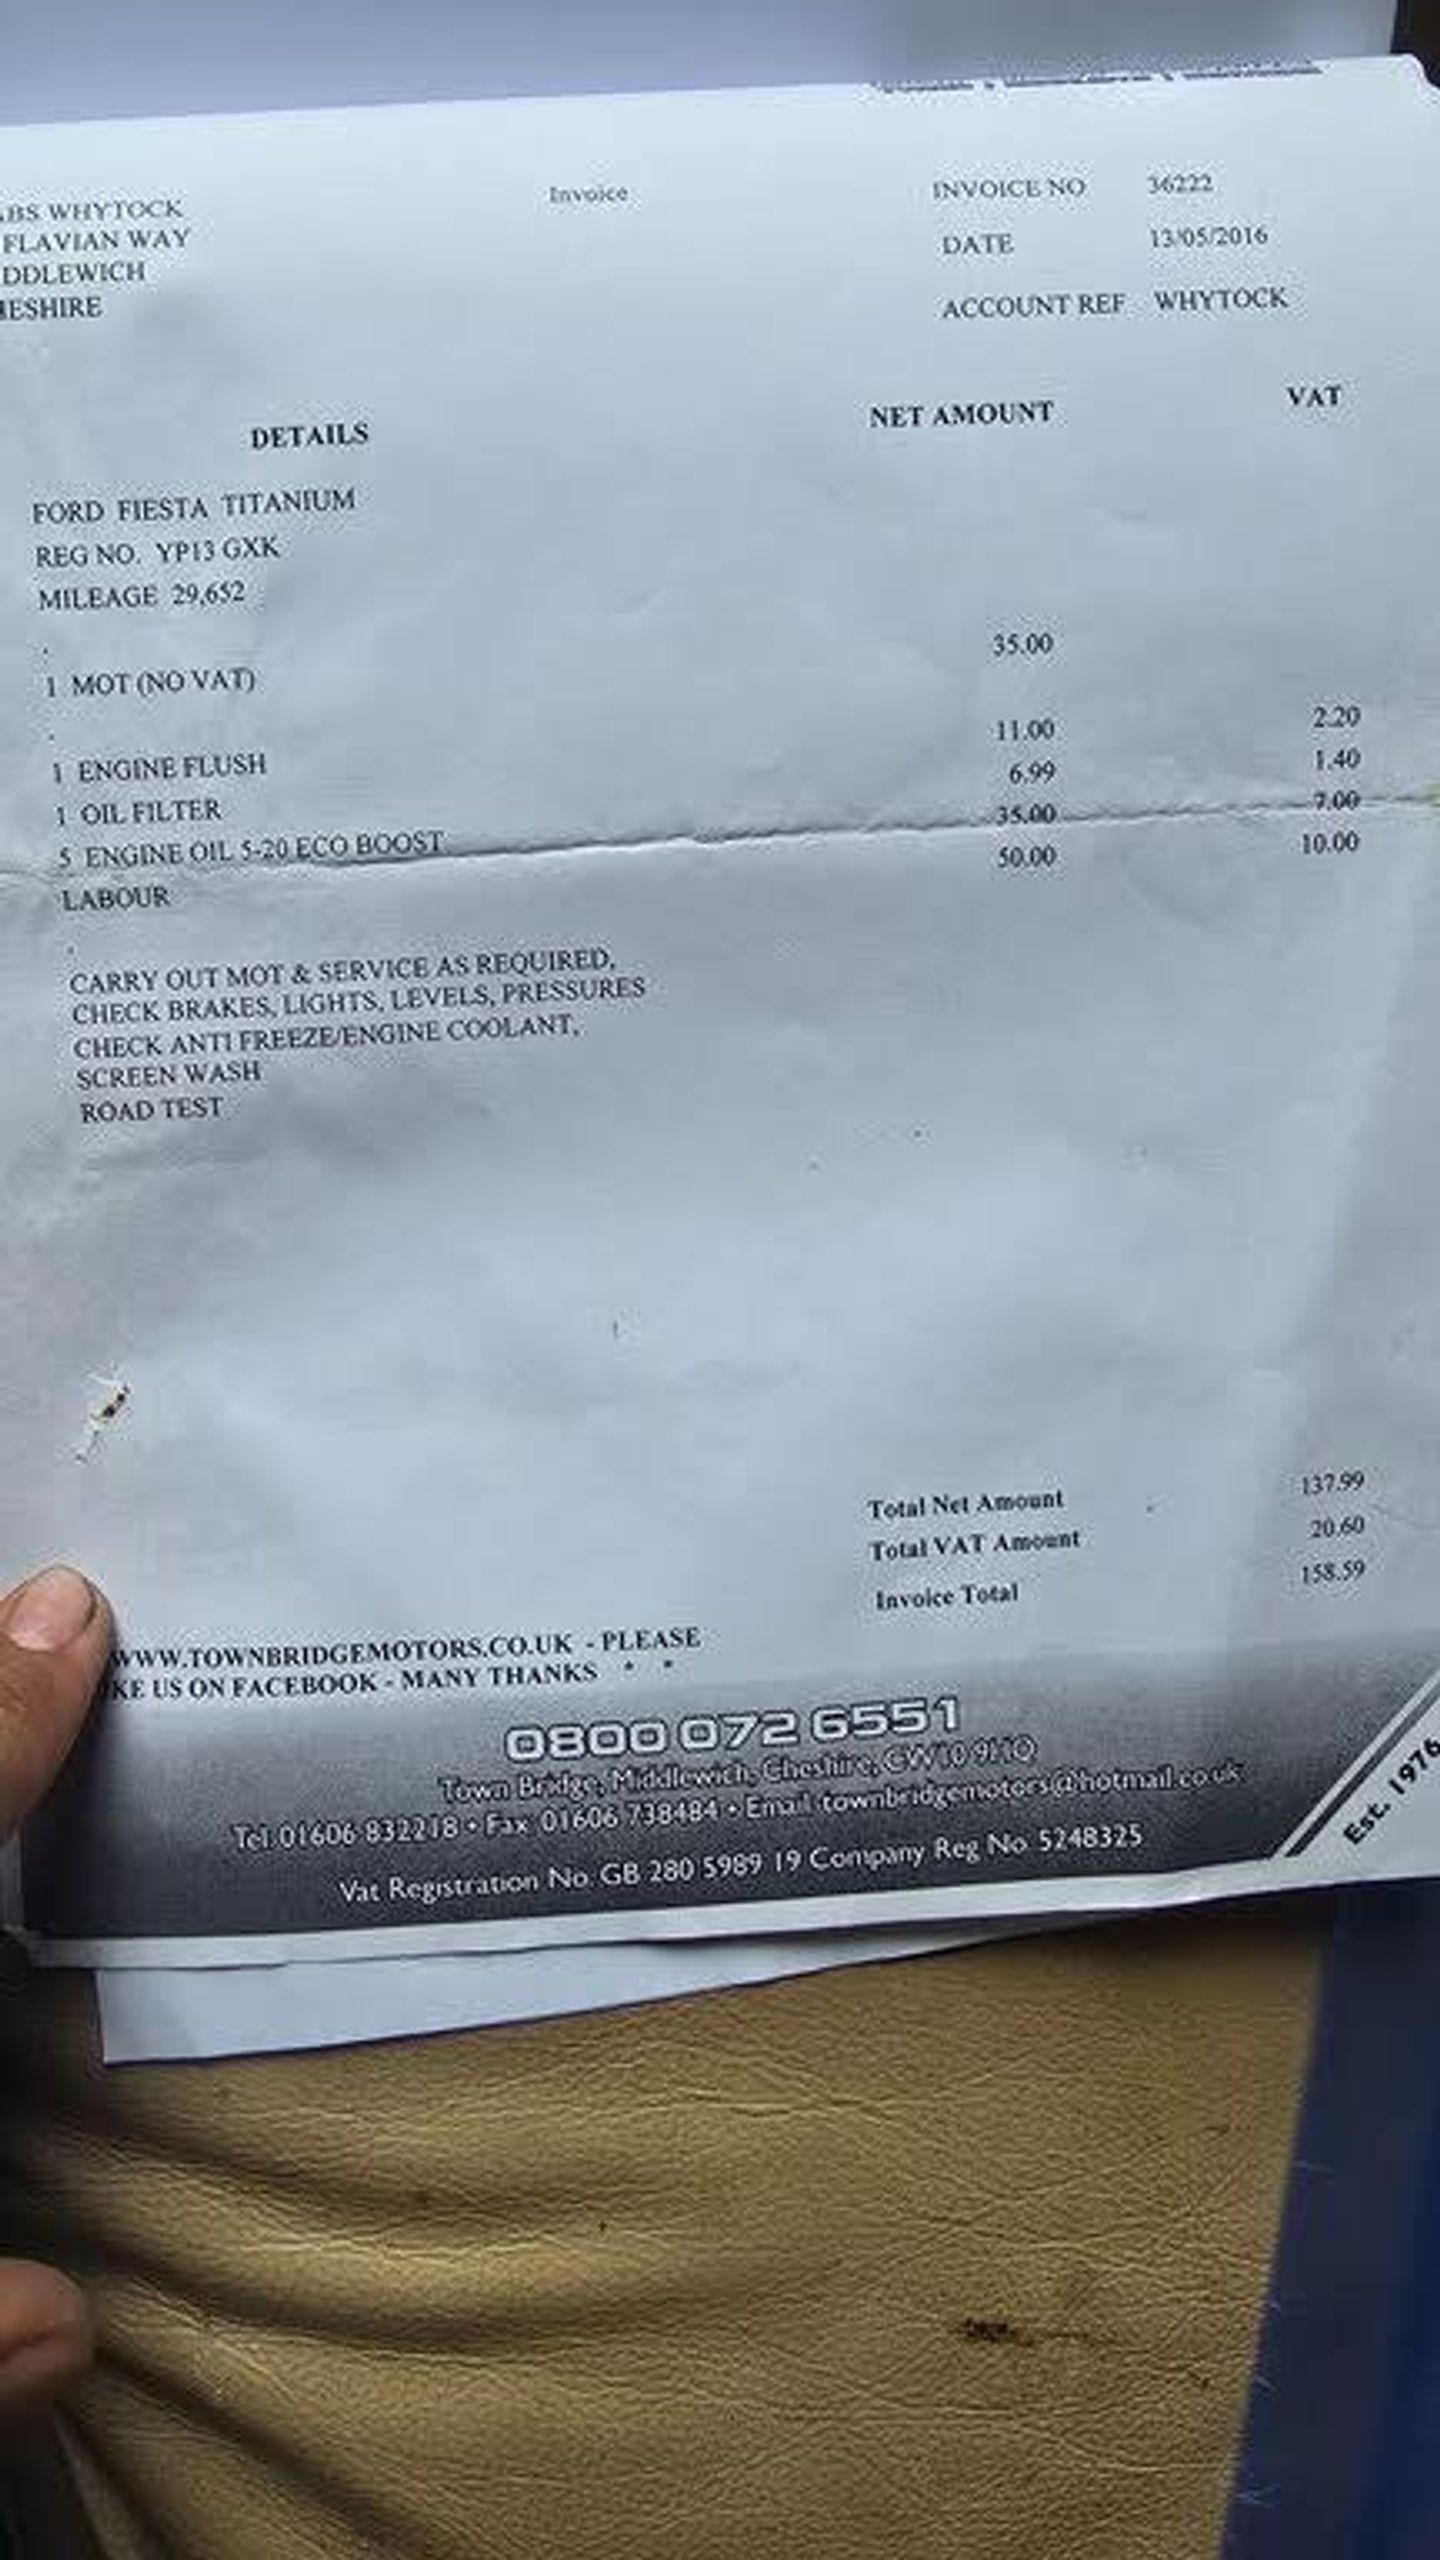 ABS WHYTOCK
FLAVIAN WAY
DDLEWICH
HESHIRE
Invoice
INVOICE NO 36222
DATE 13/05/2016
ACCOUNT REF WHYTOCK
DETAILS NET AMOUNT VAT
FORD FIESTA TITANIUM
REG NO. YP13 GXK
MILEAGE 29,652
.
1 MOT (NO VAT) 35.00
.
1 ENGINE FLUSH 11.00 2.20
1 OIL FILTER 6.99 1.40
5 ENGINE OIL 5-20 ECO BOOST 35.00 7.00
LABOUR 50.00 10.00
.
CARRY OUT MOT & SERVICE AS REQUIRED,
CHECK BRAKES, LIGHTS, LEVELS, PRESSURES
CHECK ANTI FREEZE/ENGINE COOLANT,
SCREEN WASH
ROAD TEST
Total Net Amount 137.99
Total VAT Amount 20.60
Invoice Total 158.59
WWW.TOWNBRIDGEMOTORS.CO.UK - PLEASE
KE US ON FACEBOOK - MANY THANKS * *
0800 072 6551
Town Bridge, Middlewich, Cheshire, CW10 9HQ
Tel 01606 832218 • Fax 01606 738484 • Email townbridgemotors@hotmail.co.uk
Vat Registration No. GB 280 5989 19 Company Reg No 5248325
Est. 1976